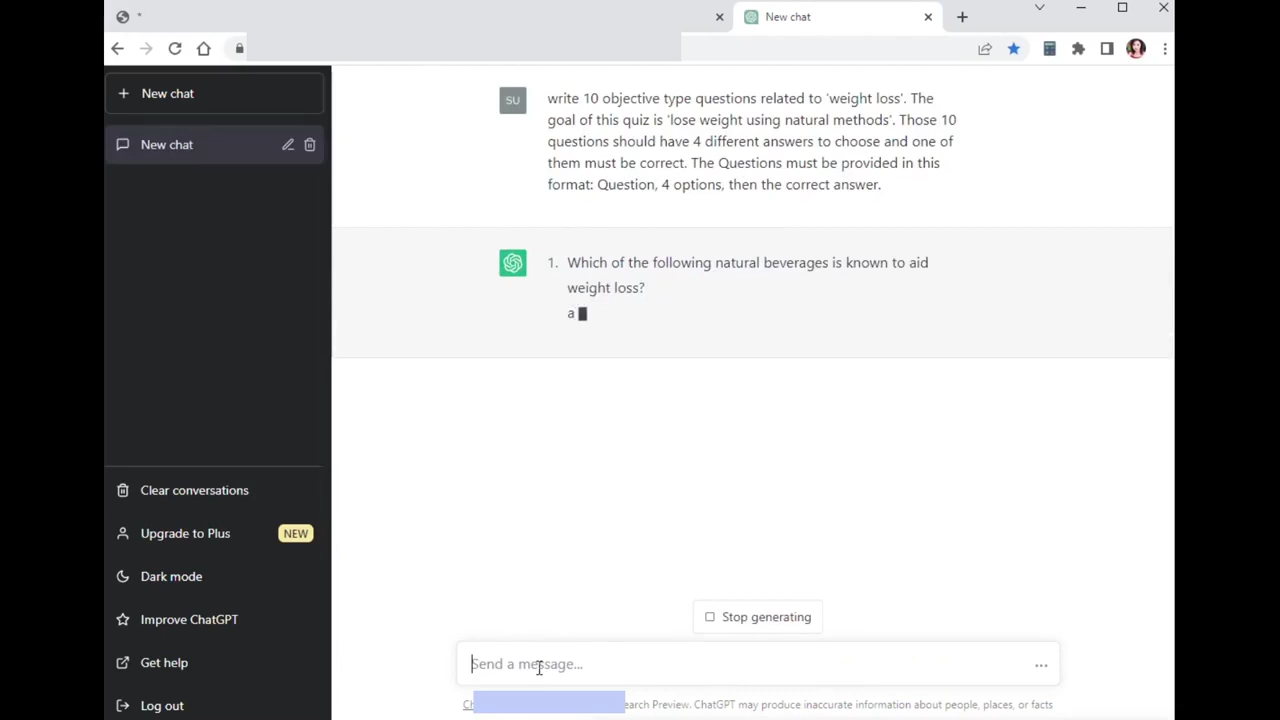 New chat
New chat
New chat
SU
write 10 objective type questions related to 'weight loss'. The
goal of this quiz is 'lose weight using natural methods'. Those 10
questions should have 4 different answers to choose and one of
them must be correct. The Questions must be provided in this
format: Question, 4 options, then the correct answer.
1. Which of the following natural beverages is known to aid
weight loss?
a
Clear conversations
Upgrade to Plus
NEW
Dark mode
Improve ChatGPT
Get help
Log out
Stop generating
Send a message...
Preview. ChatGPT may produce inaccurate information about people, places, or facts